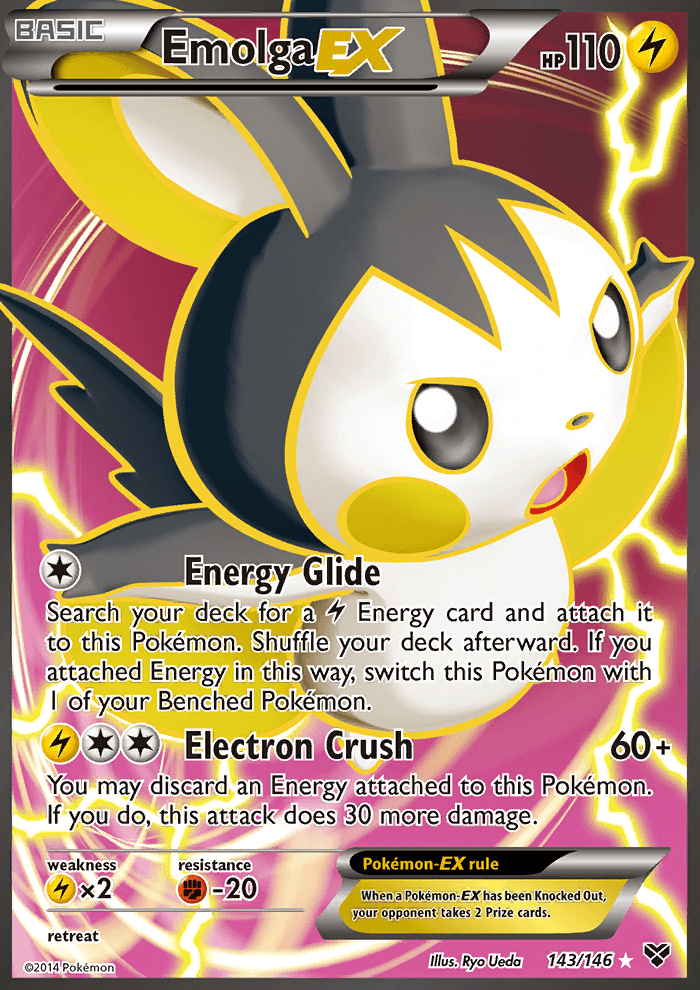 BASIC
EmolgaEX
HP110
Energy Glide
Search your deck for a Energy card and attach it
to this Pokémon. Shuffle your deck afterward. If you
attached Energy in this way, switch this Pokémon with
1 of your Benched Pokémon.
Electron Crush 60+
You may discard an Energy attached to this Pokémon.
If you do, this attack does 30 more damage.
weakness resistance
×2 -20
Pokémon-EX rule
When a Pokémon-EX has been Knocked Out,
your opponent takes 2 Prize cards.
retreat
©2014 Pokémon
Illus. Ryo Ueda 143/146